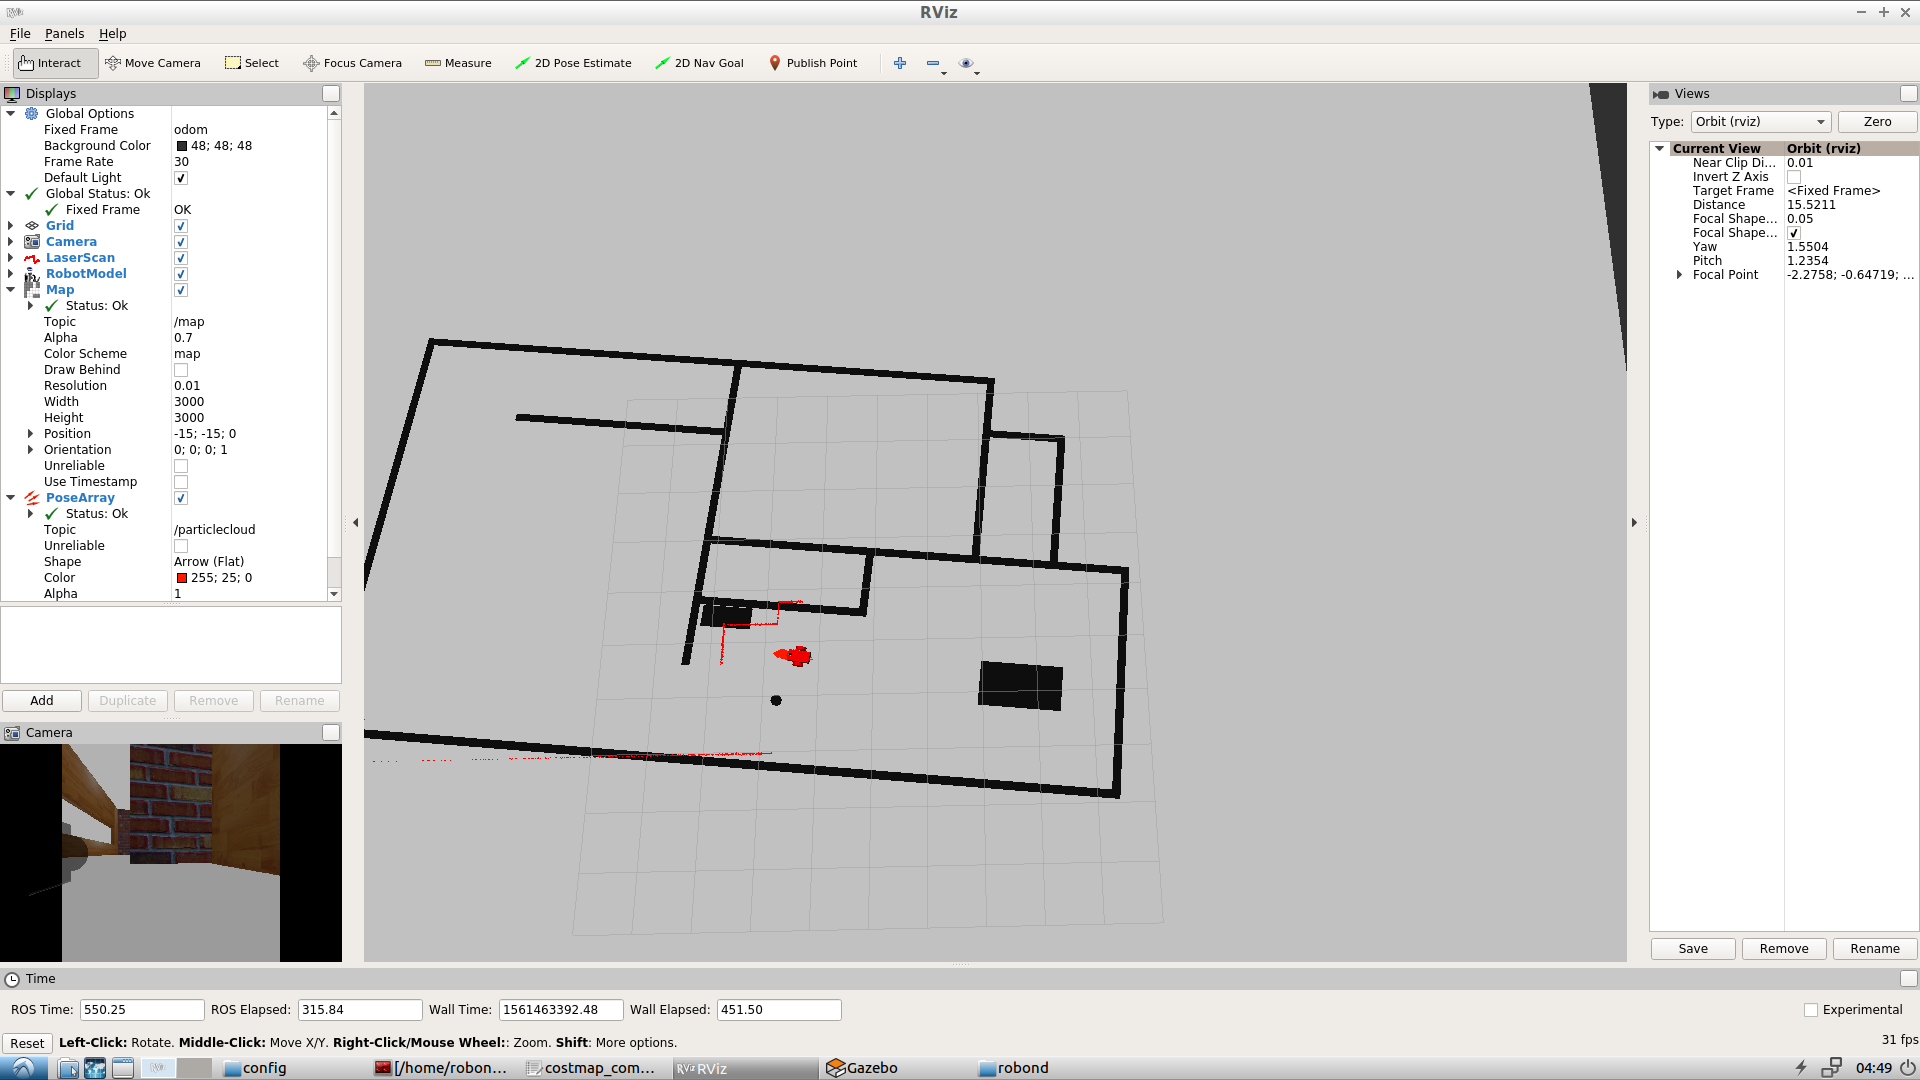 RViz
File Panels Help
Interact Move Camera Select Focus Camera Measure 2D Pose Estimate 2D Nav Goal Publish Point
Displays
Global Options
Fixed Frame odom
Background Color 48; 48; 48
Frame Rate 30
Default Light
Global Status: Ok
Fixed Frame OK
Grid
Camera
LaserScan
RobotModel
Map
Status: Ok
Topic /map
Alpha 0.7
Color Scheme map
Draw Behind
Resolution 0.01
Width 3000
Height 3000
Position -15; -15; 0
Orientation 0; 0; 0; 1
Unreliable
Use Timestamp
PoseArray
Status: Ok
Topic /particlecloud
Unreliable
Shape Arrow (Flat)
Color 255; 25; 0
Alpha 1
Add Duplicate Remove Rename
Camera
Views
Type: Orbit (rviz) Zero
Current View Orbit (rviz)
Near Clip Di... 0.01
Invert Z Axis
Target Frame <Fixed Frame>
Distance 15.5211
Focal Shape... 0.05
Focal Shape...
Yaw 1.5504
Pitch 1.2354
Focal Point -2.2758; -0.64719; ...
Save Remove Rename
Time
ROS Time: 550.25 ROS Elapsed: 315.84 Wall Time: 1561463392.48 Wall Elapsed: 451.50 Experimental
Reset Left-Click: Rotate. Middle-Click: Move X/Y. Right-Click/Mouse Wheel:: Zoom. Shift: More options. 31 fps
config [/home/robon... costmap_com... RViz RViz Gazebo robond 04:49